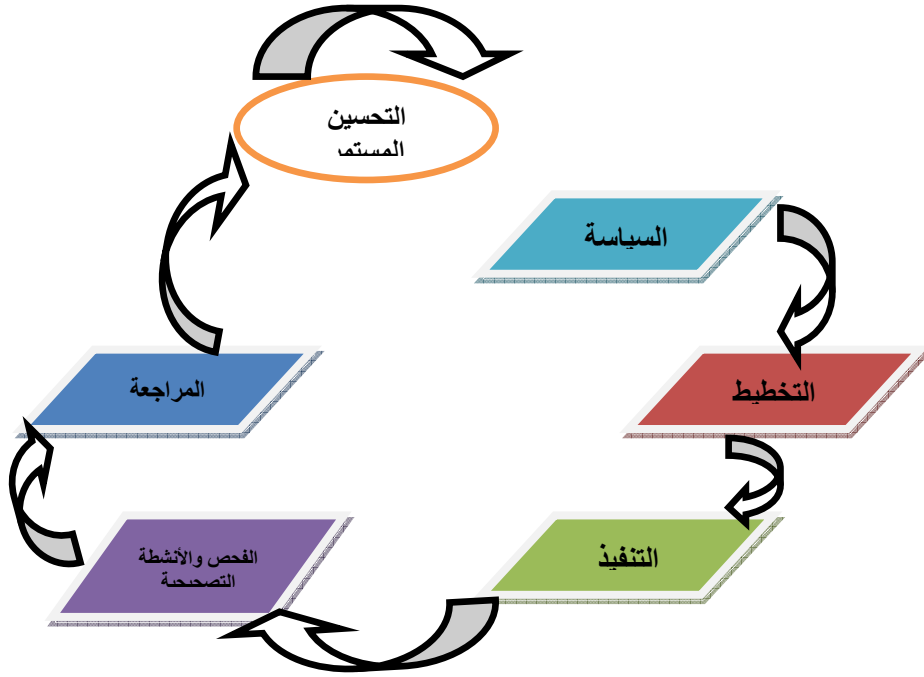 التحسين
المستمر
السياسة
التخطيط
التنفيذ
الفحص والأنشطة
التصحيحية
المراجعة